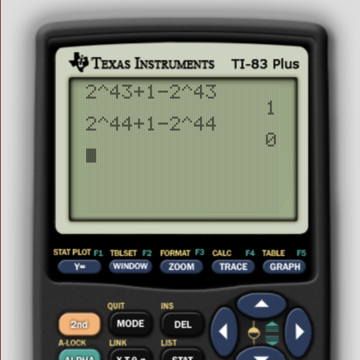 TEXAS INSTRUMENTS TI-83 Plus
2^43+1-2^43
1
2^44+1-2^44
0
STAT PLOT F1 TBLSET F2 FORMAT F3 CALC F4 TABLE F5
Y= WINDOW ZOOM TRACE GRAPH
QUIT INS
2nd MODE DEL
A-LOCK LINK LIST
ALPHA X,T,θ,n STAT